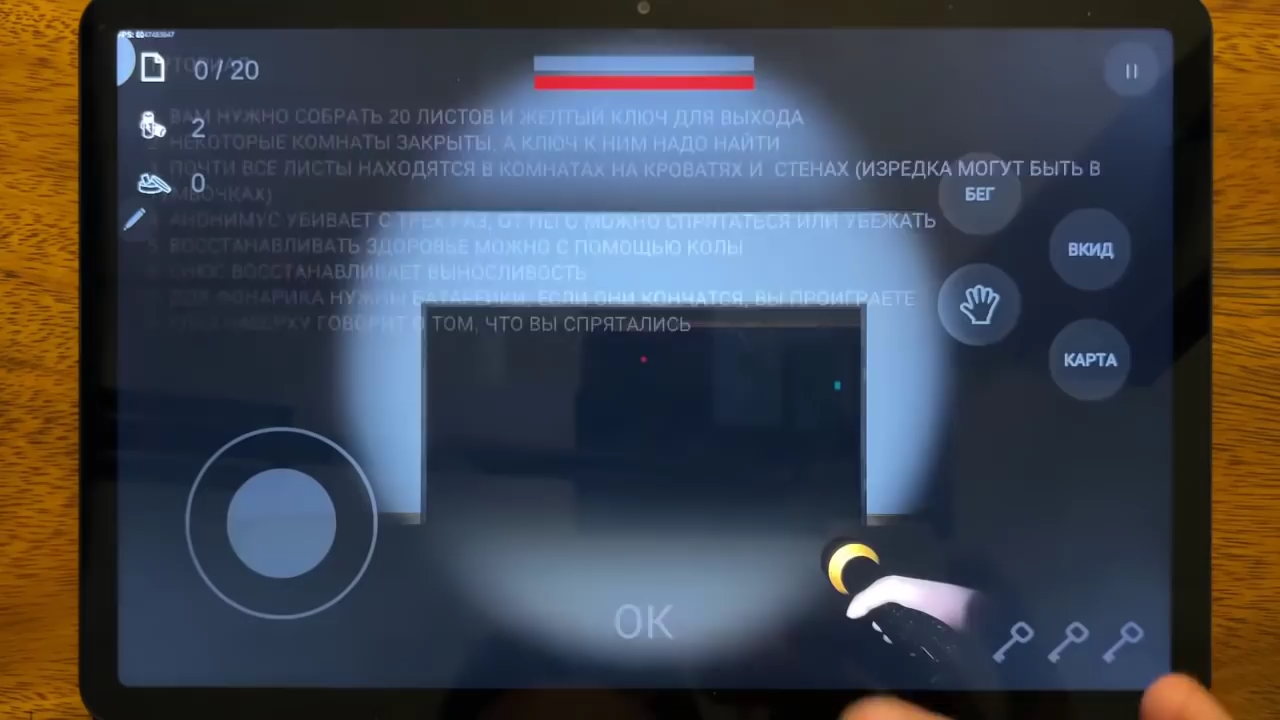 0 / 20
ВАМ НУЖНО СОБРАТЬ 20 ЛИСТОВ И ЖЕЛТЫЙ КЛЮЧ ДЛЯ ВЫХОДА
2
НЕКОТОРЫЕ КОМНАТЫ ЗАКРЫТЫ, А КЛЮЧ К НИМ НАДО НАЙТИ
ПОЧТИ ВСЕ ЛИСТЫ НАХОДЯТСЯ В КОМНАТАХ НА КРОВАТЯХ И СТЕНАХ (ИЗРЕДКА МОГУТ БЫТЬ В
0
БЕГ
АНОНИМУС УБИВАЕТ С ТРЕХ РАЗ, ОТ НЕГО МОЖНО СПРЯТАТЬСЯ ИЛИ УБЕЖАТЬ
ВОССТАНАВЛИВАТЬ ЗДОРОВЬЕ МОЖНО С ПОМОЩЬЮ КОЛЫ
ВКИД
СНЮС ВОССТАНАВЛИВАЕТ ВЫНОСЛИВОСТЬ
ДЛЯ ФОНАРИКА НУЖНЫ БАТАРЕЙКИ, ЕСЛИ ОНИ КОНЧАТСЯ, ВЫ ПРОИГРАЕТЕ
ГОВОРИТ О ТОМ, ЧТО ВЫ СПРЯТАЛИСЬ
КАРТА
OK